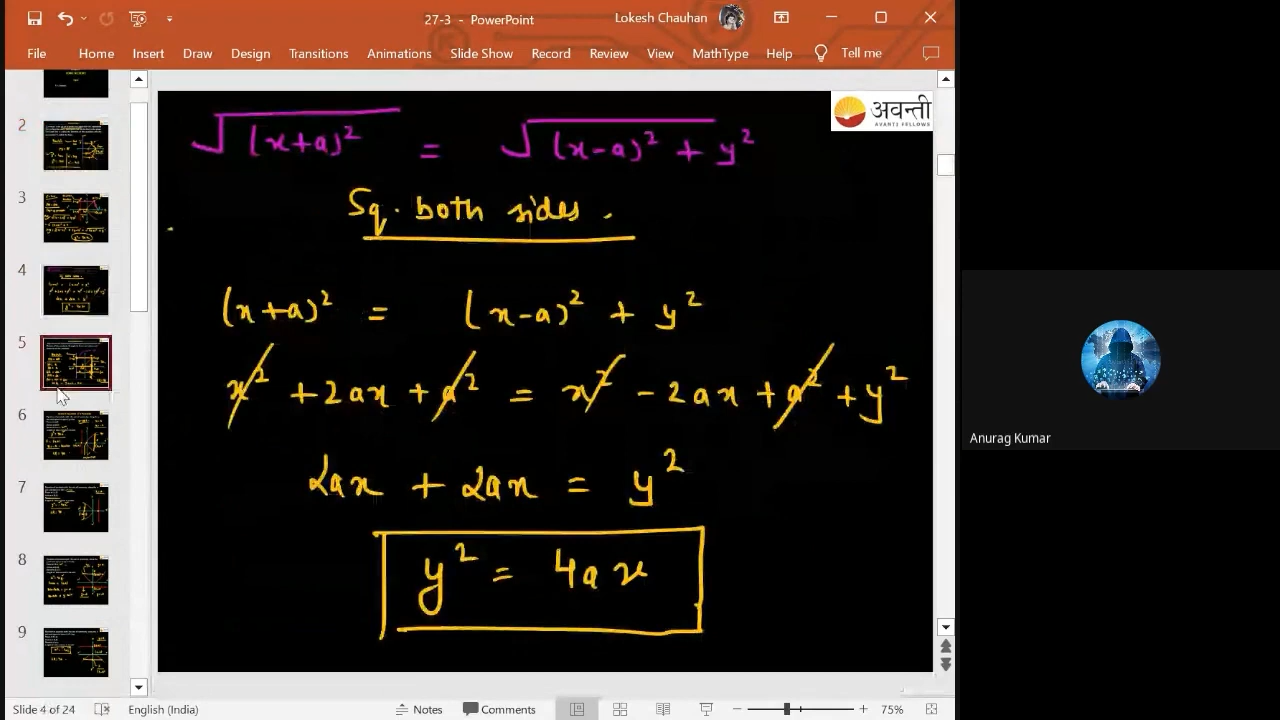 27-3 - PowerPoint
Lokesh Chauhan
File Home Insert Draw Design Transitions Animations Slide Show Record Review View MathType Help Tell me
2
3
4
5
6
7
8
9
अवन्ती
AVANTI FELLOWS
√(x+a)² = √(x-a)² + y²
Sq. both sides.
(x+a)² = (x-a)² + y²
x² + 2ax + a² = x² - 2ax + a² + y²
2ax + 2ax = y²
y² = 4ax
Anurag Kumar
Slide 4 of 24 English (India) Notes Comments 75%